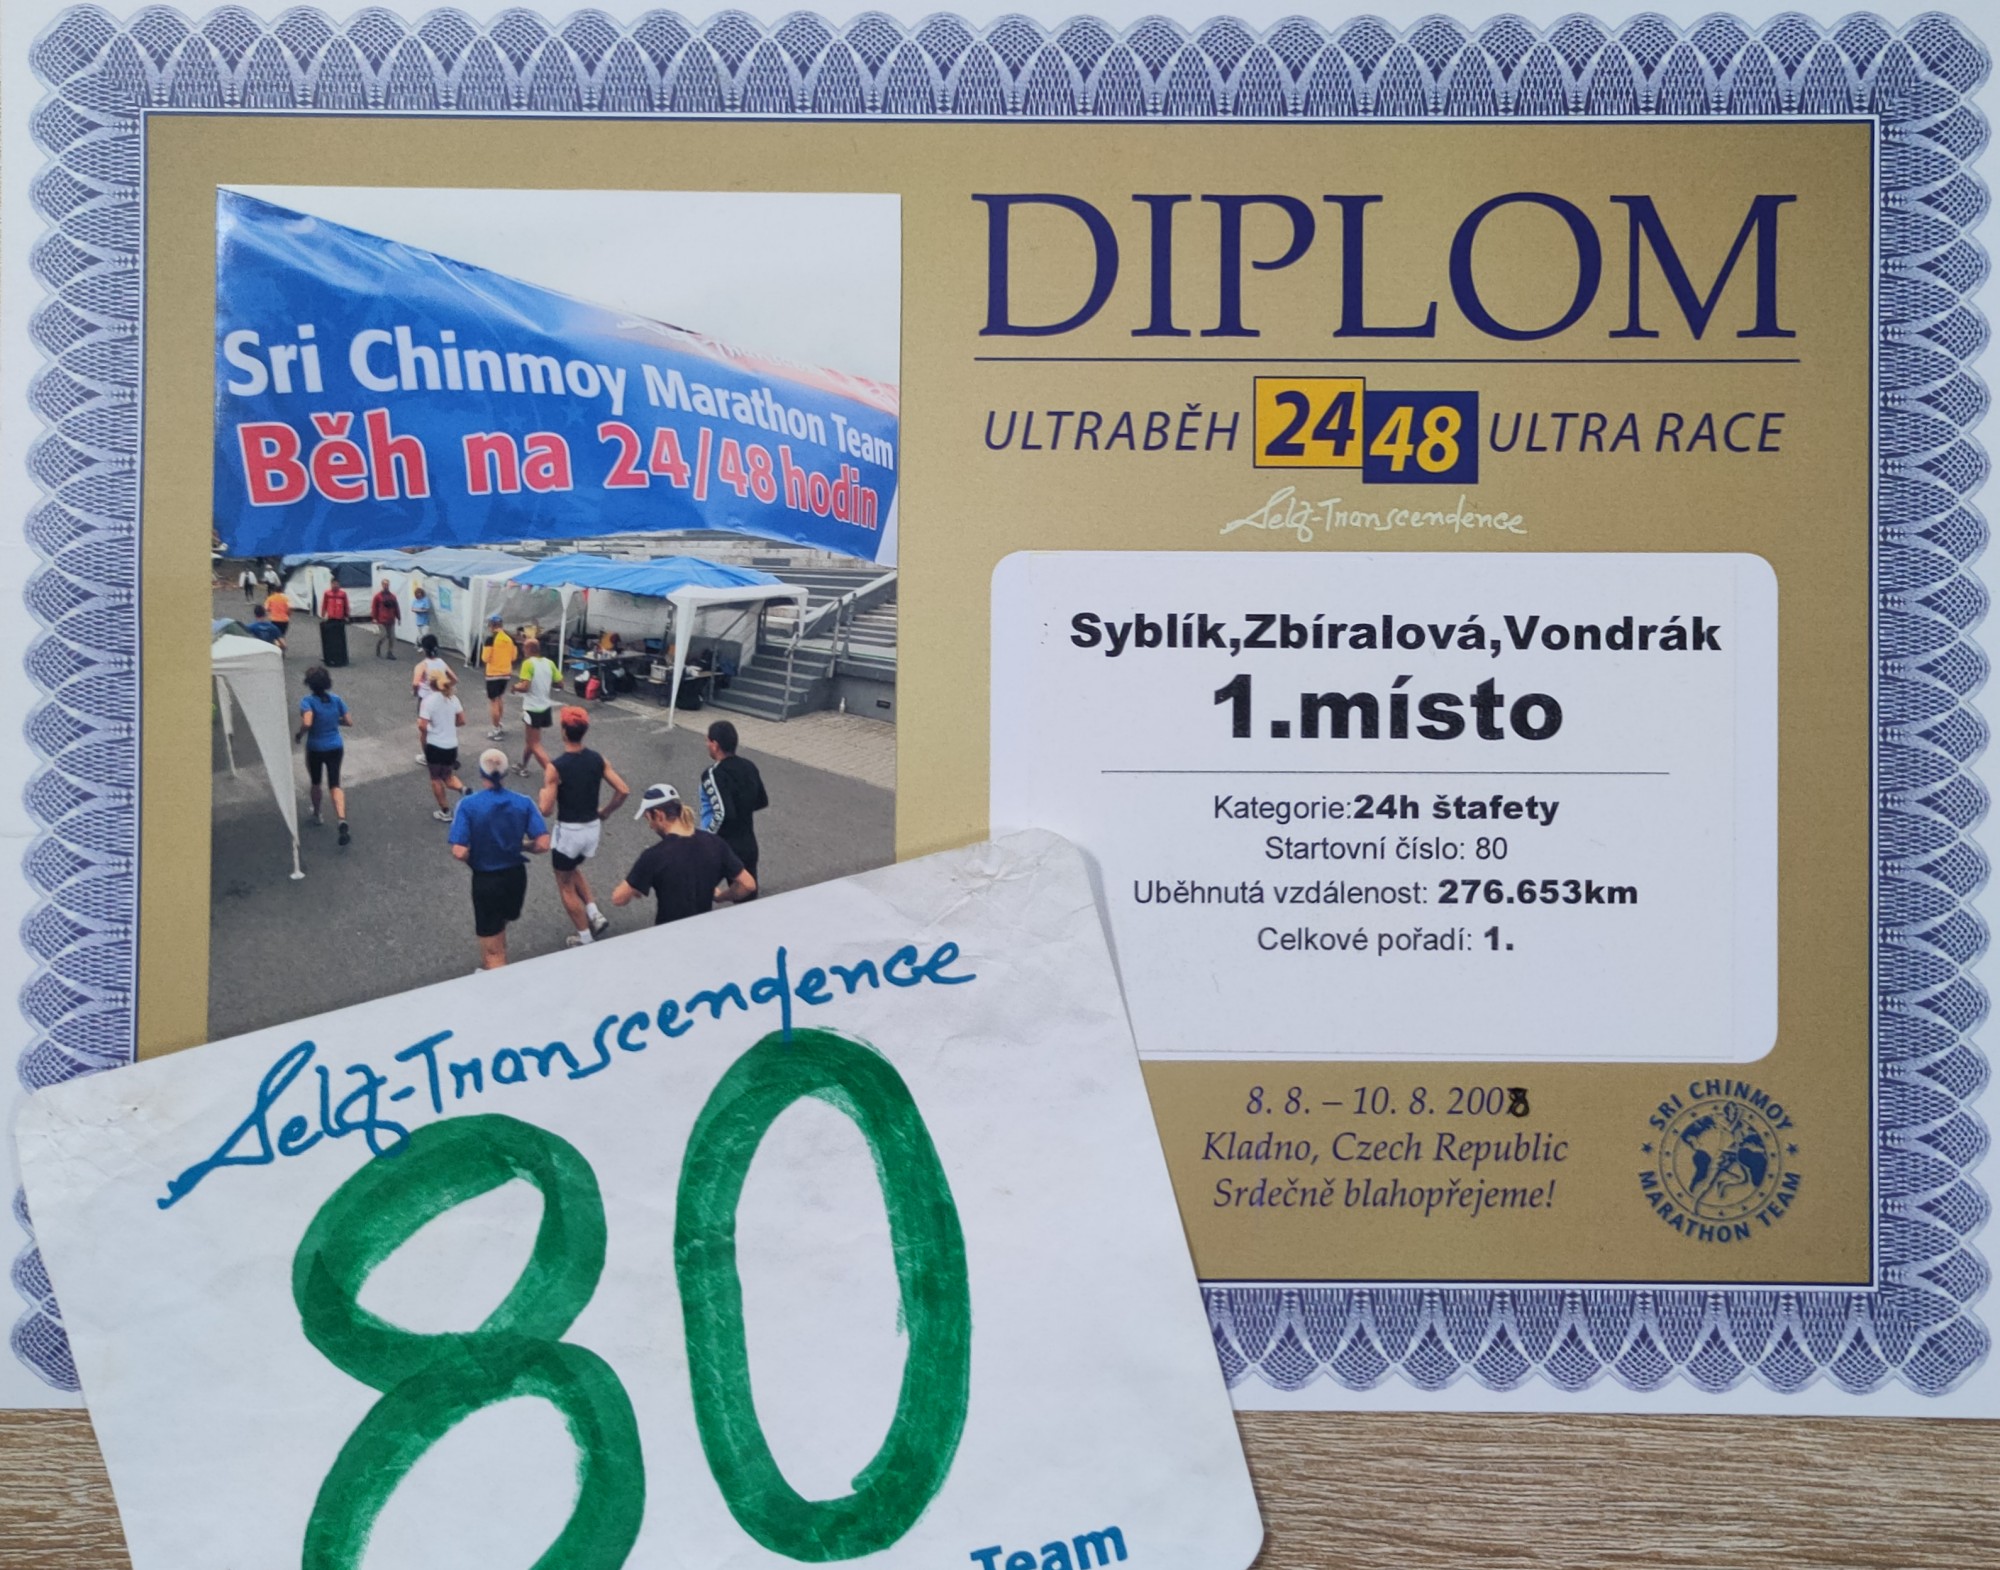 Sri Chinmoy Marathon Team
Běh na 24/48 hodin
DIPLOM
ULTRABĚH 24 48 ULTRA RACE
Self-Transcendence
Syblík,Zbíralová,Vondrák
1.místo
Kategorie:24h štafety
Startovní číslo: 80
Uběhnutá vzdálenost: 276.653km
Celkové pořadí: 1.
8. 8. – 10. 8. 2008
Kladno, Czech Republic
Srdečně blahopřejeme!
SRI CHINMOY
MARATHON TEAM
Self-Transcendence
80
Team